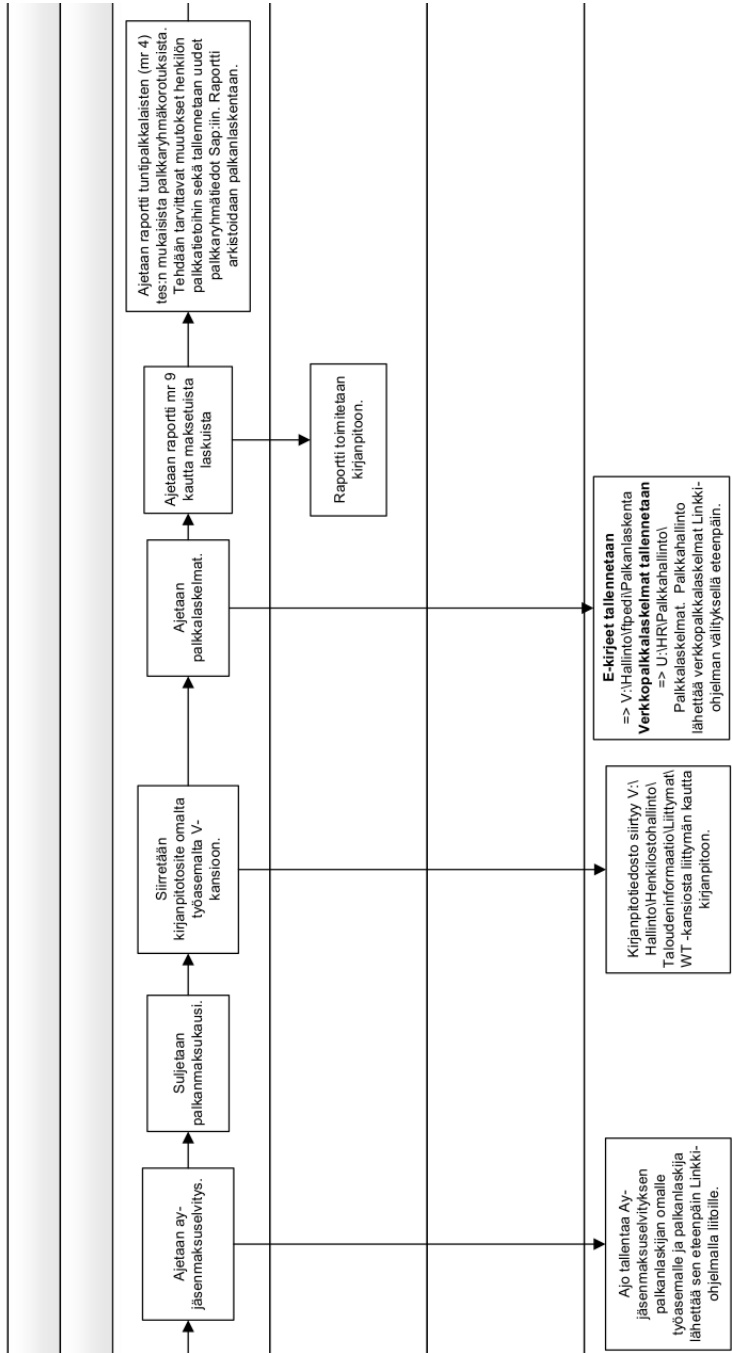 Ajetaan ay-
jäsenmaksuselvitys.
Suljetaan
palkanmaksukausi.
Siirretään
kirjanpitotosite omalta
työasemalta V-
kansioon.
Ajetaan
palkkalaskelmat.
Ajetaan raportti mr 9
kautta maksetuista
laskuista
Ajetaan raportti tuntipalkkalaisten (mr 4)
tes:n mukaisista palkkaryhmäkorotuksista.
Tehdään tarvittavat muutokset henkilön
palkkatietoihin sekä tallennetaan uudet
palkkaryhmätiedot Sap:iin. Raportti
arkistoidaan palkanlaskentaan.
Raportti toimitetaan
kirjanpitoon.
Ajo tallentaa Ay-
jäsenmaksuselvityksen
palkanlaskijan omalle
työasemalle ja palkanlaskija
lähettää sen eteenpäin Linkki-
ohjelmalla liitoille.
Kirjanpitotiedosto siirtyy V:\
Hallinto\Henkilostohallinto\
Taloudeninformaatio\Liittymat\
WT -kansiosta liittymän kautta
kirjanpitoon.
E-kirjeet tallennetaan
=> V:\Hallinto\ftpedi\Palkanlaskenta
Verkkopalkkalaskelmat tallennetaan
=> U:\HR\Palkkahallinto\
Palkkalaskelmat. Palkkahallinto
lähettää verkkopalkkalaskelmat Linkki-
ohjelman välityksellä eteenpäin.